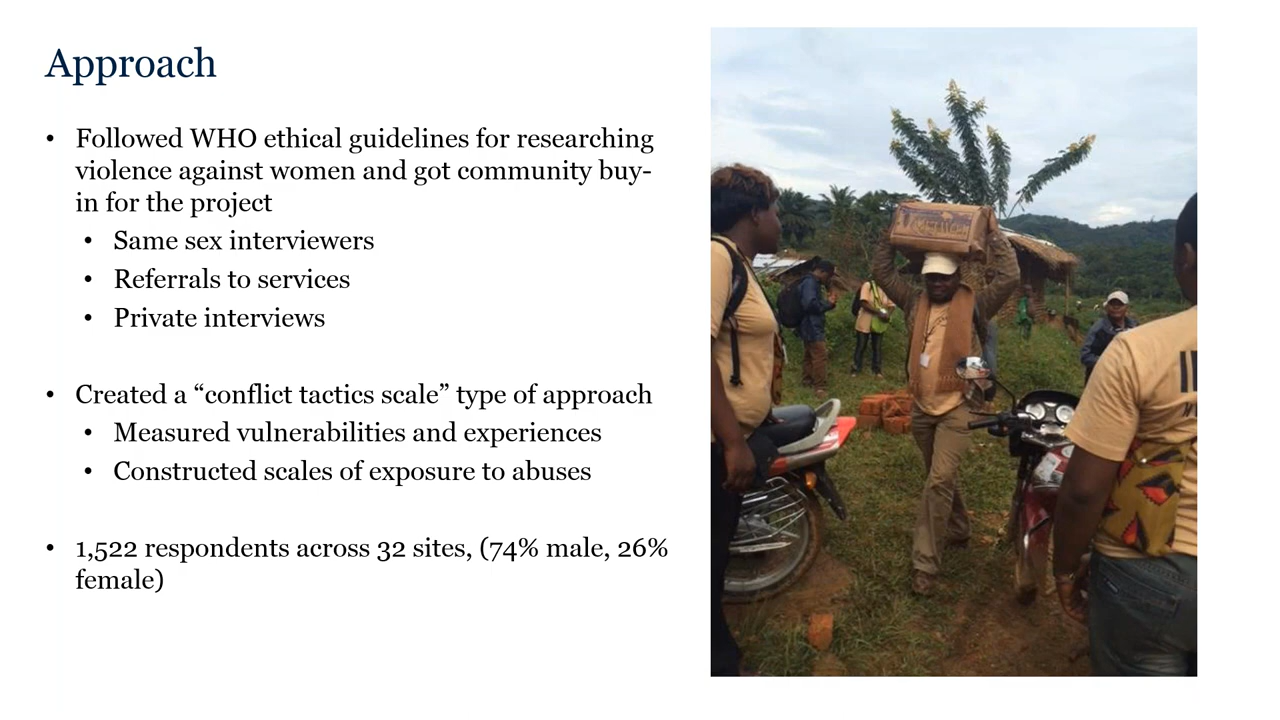 Approach
• Followed WHO ethical guidelines for researching
violence against women and got community buy-
in for the project
• Same sex interviewers
• Referrals to services
• Private interviews
• Created a “conflict tactics scale” type of approach
• Measured vulnerabilities and experiences
• Constructed scales of exposure to abuses
• 1,522 respondents across 32 sites, (74% male, 26%
female)